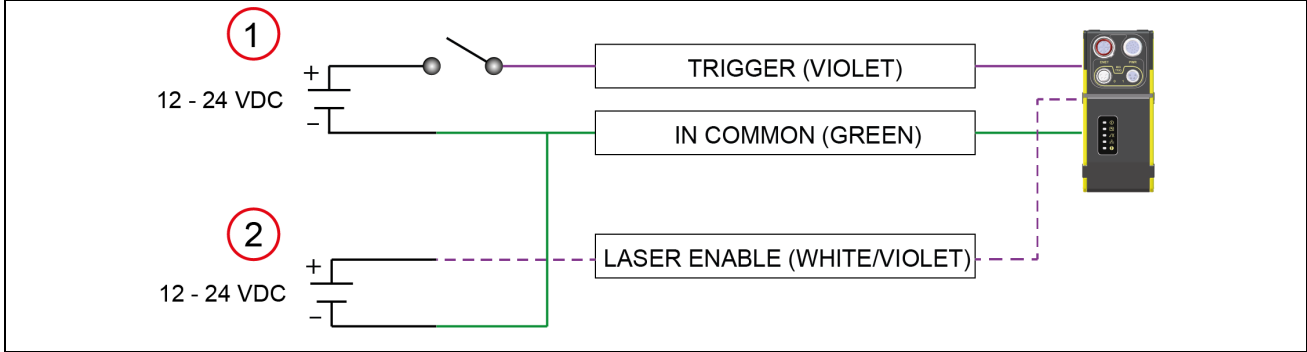 1
+
12 - 24 VDC
−
TRIGGER (VIOLET)
IN COMMON (GREEN)
2
+
12 - 24 VDC
−
LASER ENABLE (WHITE/VIOLET)